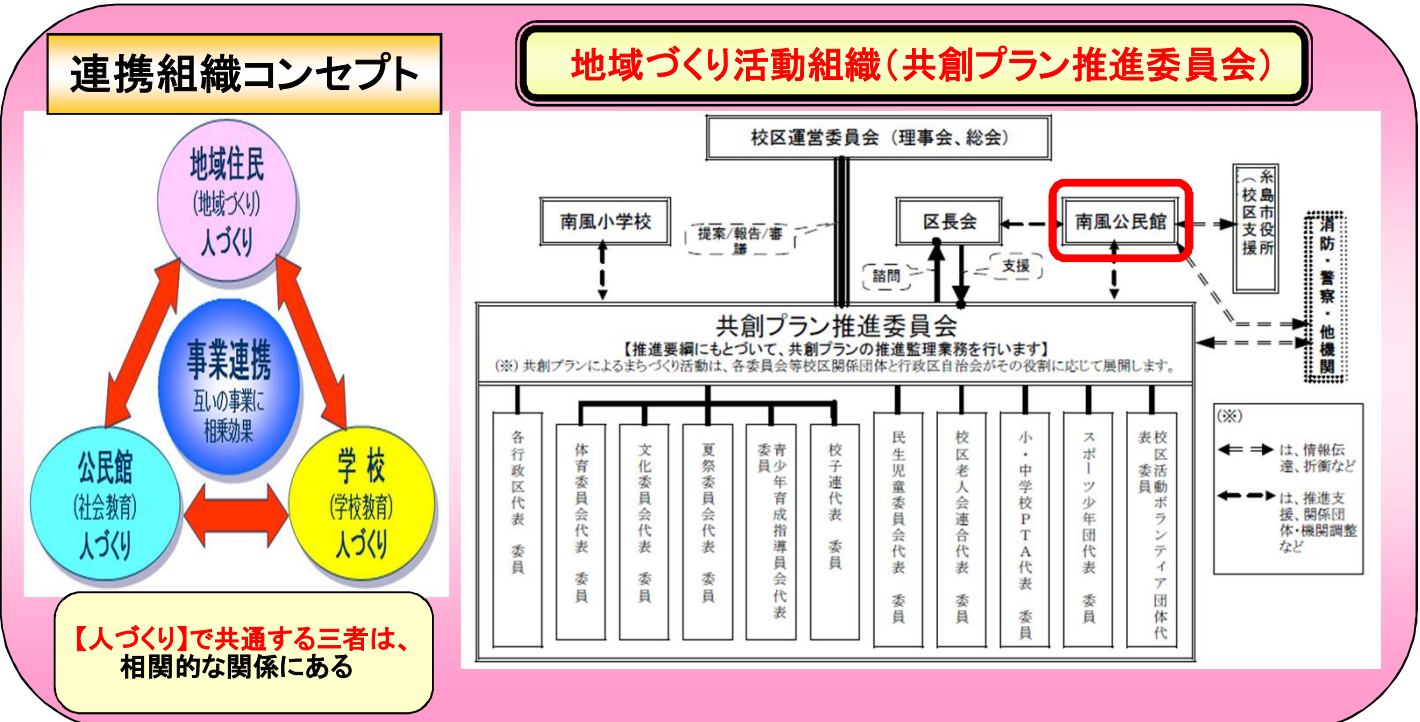 連携組織コンセプト
地域住民
(地域づくり)
人づくり
事業連携
互いの事業に
相乗効果
公民館
(社会教育)
人づくり
学 校
(学校教育)
人づくり
【人づくり】で共通する三者は、
相関的な関係にある
地域づくり活動組織(共創プラン推進委員会)
校区運営委員会 (理事会、総会)
南風小学校
提案/報告/審
議
区長会
南風公民館
糸島市役所
(校区支援
消防・警察・他機関
諮問
支援
共創プラン推進委員会
【推進要綱にもとづいて、共創プランの推進監理業務を行います】
(※) 共創プランによるまちづくり活動は、各委員会等校区関係団体と行政区自治会がその役割に応じて展開します。
各行政区代表 委員
体育委員会代表 委員
文化委員会代表 委員
夏祭委員会代表 委員
青少年育成指導員会代表
委員
校子連代表 委員
民生児童委員会代表 委員
校区老人会連合代表 委員
小・中学校PTA代表 委員
スポーツ少年団代表 委員
校区活動ボランティア団体代
表 委員
(※)
は、情報伝
達、折衝など
は、推進支
援、関係団
体・機関調整
など